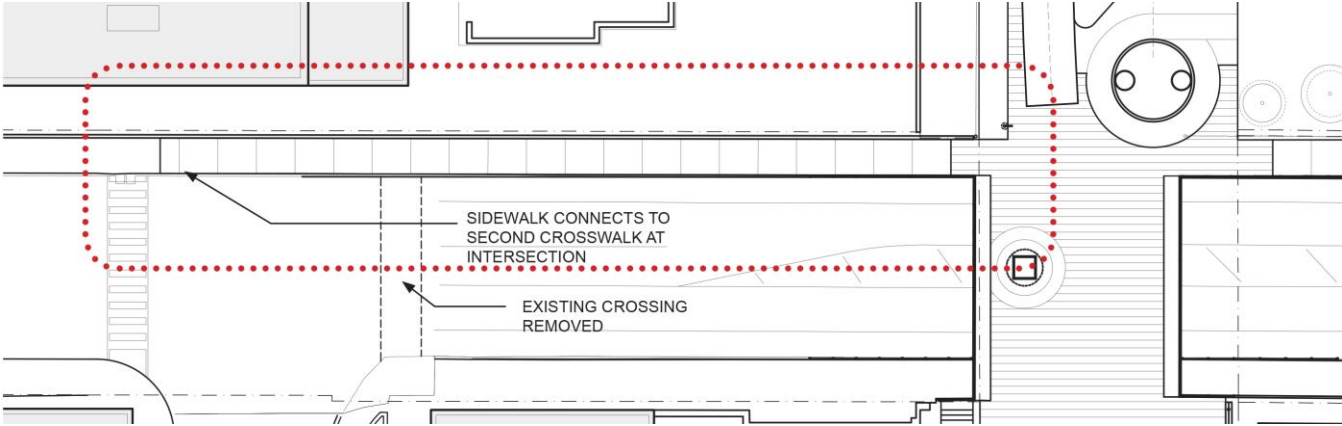 SIDEWALK CONNECTS TO
SECOND CROSSWALK AT
INTERSECTION
EXISTING CROSSING
REMOVED